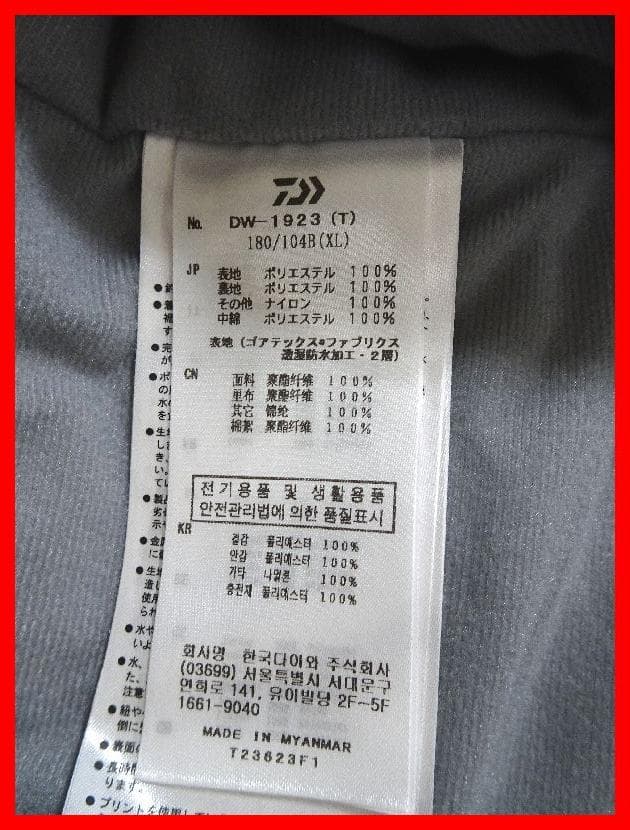 No. DW-1923 (T)
180/104B(XL)
JP 表地 ポリエステル 100%
裏地 ポリエステル 100%
その他 ナイロン 100%
中綿 ポリエステル 100%
表地 (ゴアテックス®ファブリクス
透湿防水加工・2層)
CN 面料 聚酯纤维 100%
里布 聚酯纤维 100%
其它 锦纶 100%
棉絮 聚酯纤维 100%
전기용품 및 생활용품
안전관리법에 의한 품질표시
KR 겉감 폴리에스터 100%
안감 폴리에스터 100%
기타 나일론 100%
충전재 폴리에스터 100%
회사명 한국다이와 주식회사
(03699) 서울특별시 서대문구
연희로 141, 유이빌딩 2F~5F
1661-9040
MADE IN MYANMAR
T23623F1